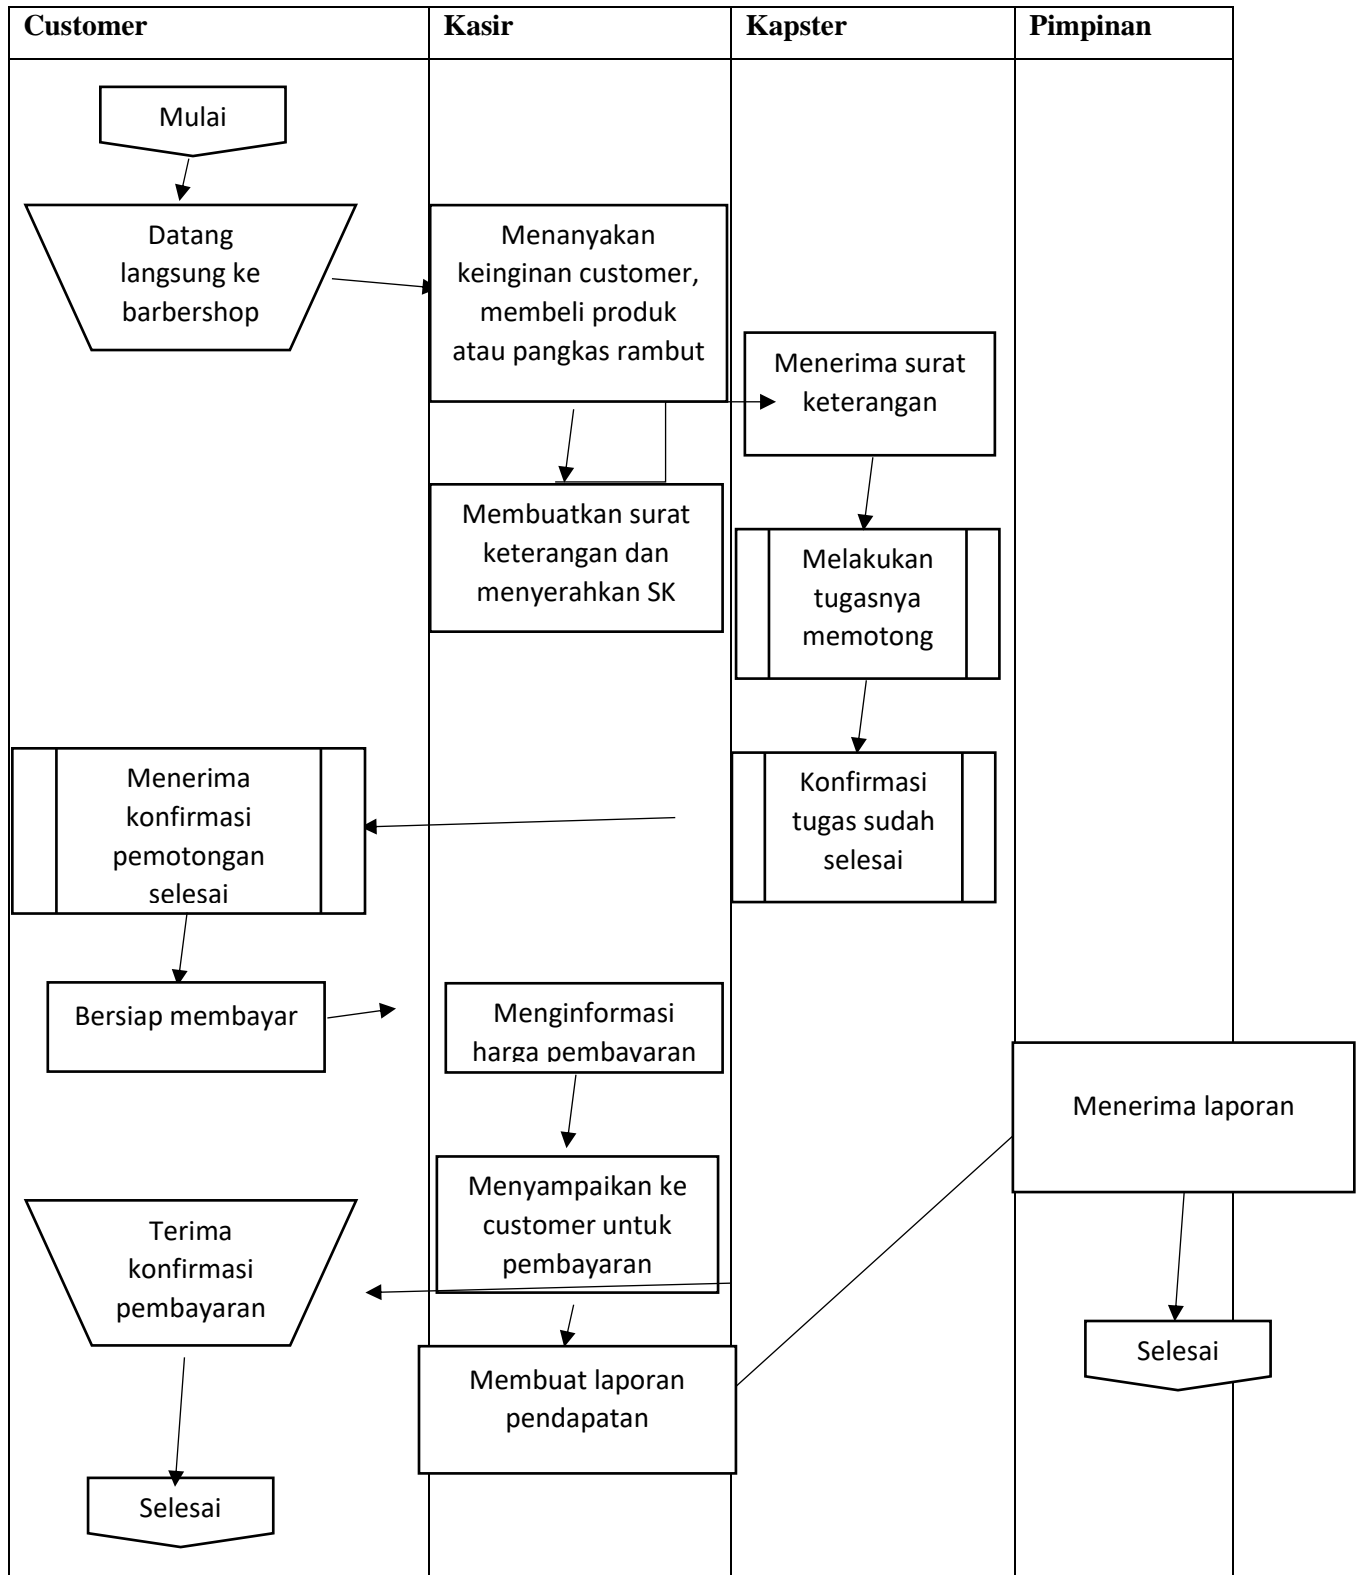 Customer
Kasir
Kapster
Pimpinan
Mulai
Datang
langsung ke
barbershop
Menanyakan
keinginan customer,
membeli produk
atau pangkas rambut
Menerima surat
keterangan
Membuatkan surat
keterangan dan
menyerahkan SK
Melakukan
tugasnya
memotong
Konfirmasi
tugas sudah
selesai
Menerima
konfirmasi
pemotongan
selesai
Bersiap membayar
Menginformasi
harga pembayaran
Menyampaikan ke
customer untuk
pembayaran
Menerima laporan
Terima
konfirmasi
pembayaran
Membuat laporan
pendapatan
Selesai
Selesai